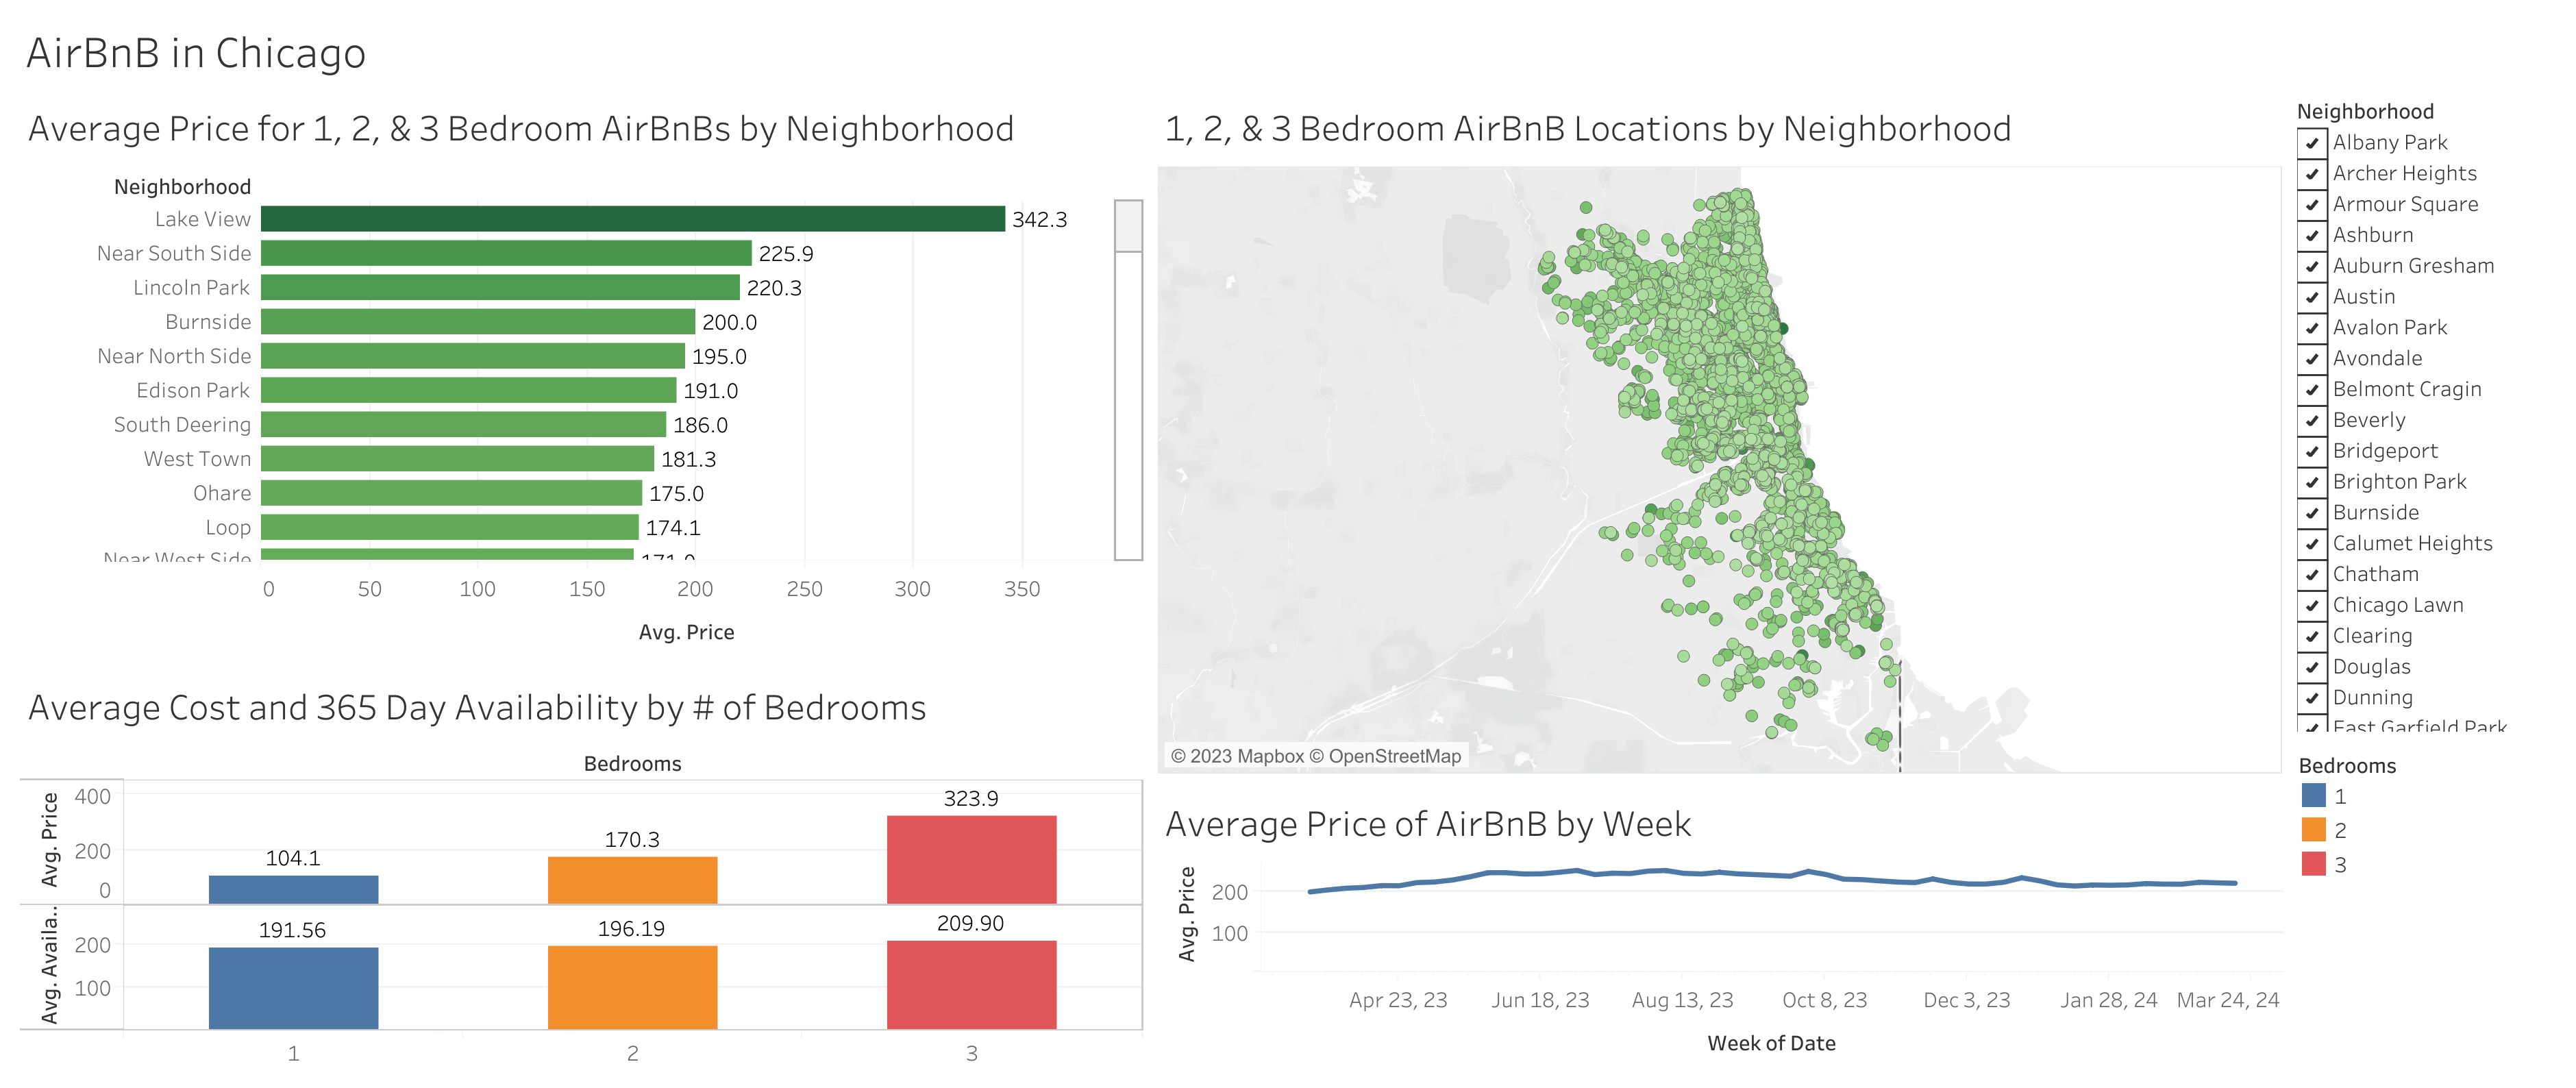 AirBnB in Chicago
Average Price for 1, 2, & 3 Bedroom AirBnBs by Neighborhood
Neighborhood
Lake View 342.3
Near South Side 225.9
Lincoln Park 220.3
Burnside 200.0
Near North Side 195.0
Edison Park 191.0
South Deering 186.0
West Town 181.3
Ohare 175.0
Loop 174.1
Near West Side 171.0
0 50 100 150 200 250 300 350
Avg. Price
Average Cost and 365 Day Availability by # of Bedrooms
Bedrooms
Avg. Price
400
200
0
104.1 170.3 323.9
Avg. Availa..
200
100
191.56 196.19 209.90
1 2 3
1, 2, & 3 Bedroom AirBnB Locations by Neighborhood
© 2023 Mapbox © OpenStreetMap
Average Price of AirBnB by Week
Avg. Price
200
100
Apr 23, 23 Jun 18, 23 Aug 13, 23 Oct 8, 23 Dec 3, 23 Jan 28, 24 Mar 24, 24
Week of Date
Neighborhood
Albany Park
Archer Heights
Armour Square
Ashburn
Auburn Gresham
Austin
Avalon Park
Avondale
Belmont Cragin
Beverly
Bridgeport
Brighton Park
Burnside
Calumet Heights
Chatham
Chicago Lawn
Clearing
Douglas
Dunning
East Garfield Park
Bedrooms
1
2
3